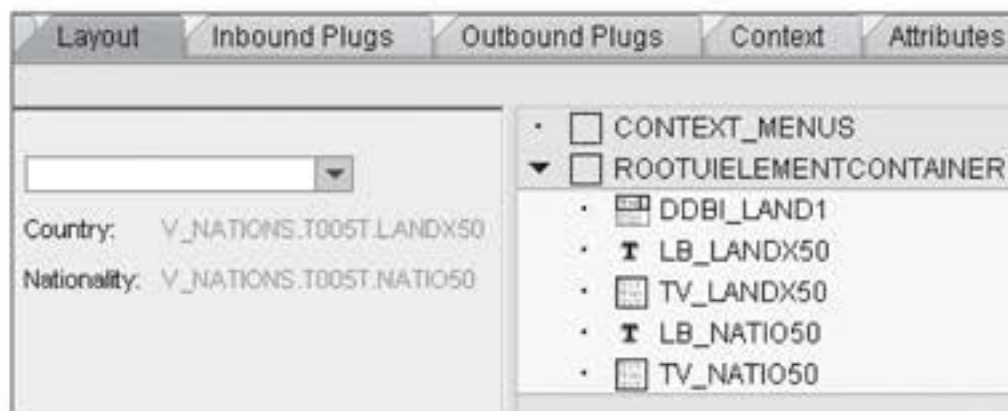 Layout Inbound Plugs Outbound Plugs Context Attributes
Country: V_NATIONS.T005T.LANDX50
Nationality: V_NATIONS.T005T.NATIO50
CONTEXT_MENUS
ROOTUIELEMENTCONTAINER
DDBI_LAND1
LB_LANDX50
TV_LANDX50
LB_NATIO50
TV_NATIO50